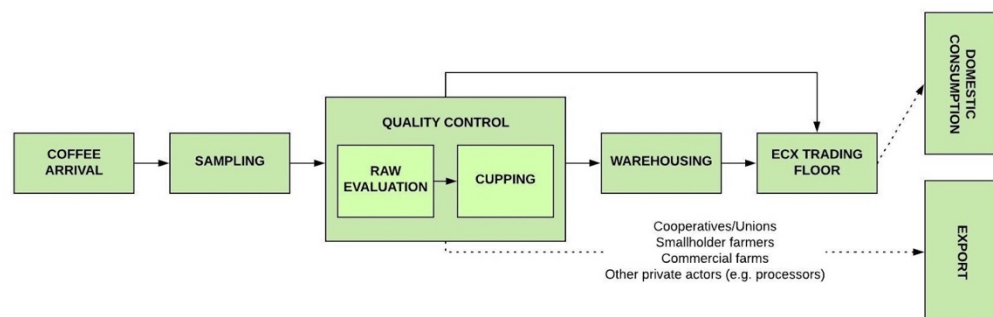 COFFEE
ARRIVAL
SAMPLING
QUALITY CONTROL
RAW
EVALUATION
CUPPING
WAREHOUSING
ECX TRADING
FLOOR
DOMESTIC
CONSUMPTION
Cooperatives/Unions
Smallholder farmers
Commercial farms
Other private actors (e.g. processors)
EXPORT